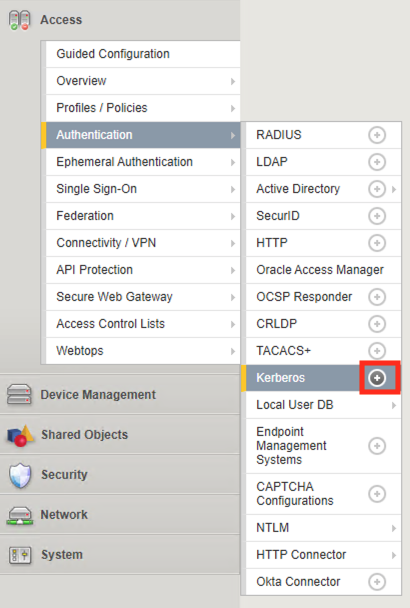 Access
Guided Configuration
Overview
Profiles / Policies
Authentication
Ephemeral Authentication
Single Sign-On
Federation
Connectivity / VPN
API Protection
Secure Web Gateway
Access Control Lists
Webtops
RADIUS
LDAP
Active Directory
SecurID
HTTP
Oracle Access Manager
OCSP Responder
CRLDP
TACACS+
Kerberos
Local User DB
Endpoint
Management
Systems
CAPTCHA
Configurations
NTLM
HTTP Connector
Okta Connector
Device Management
Shared Objects
Security
Network
System